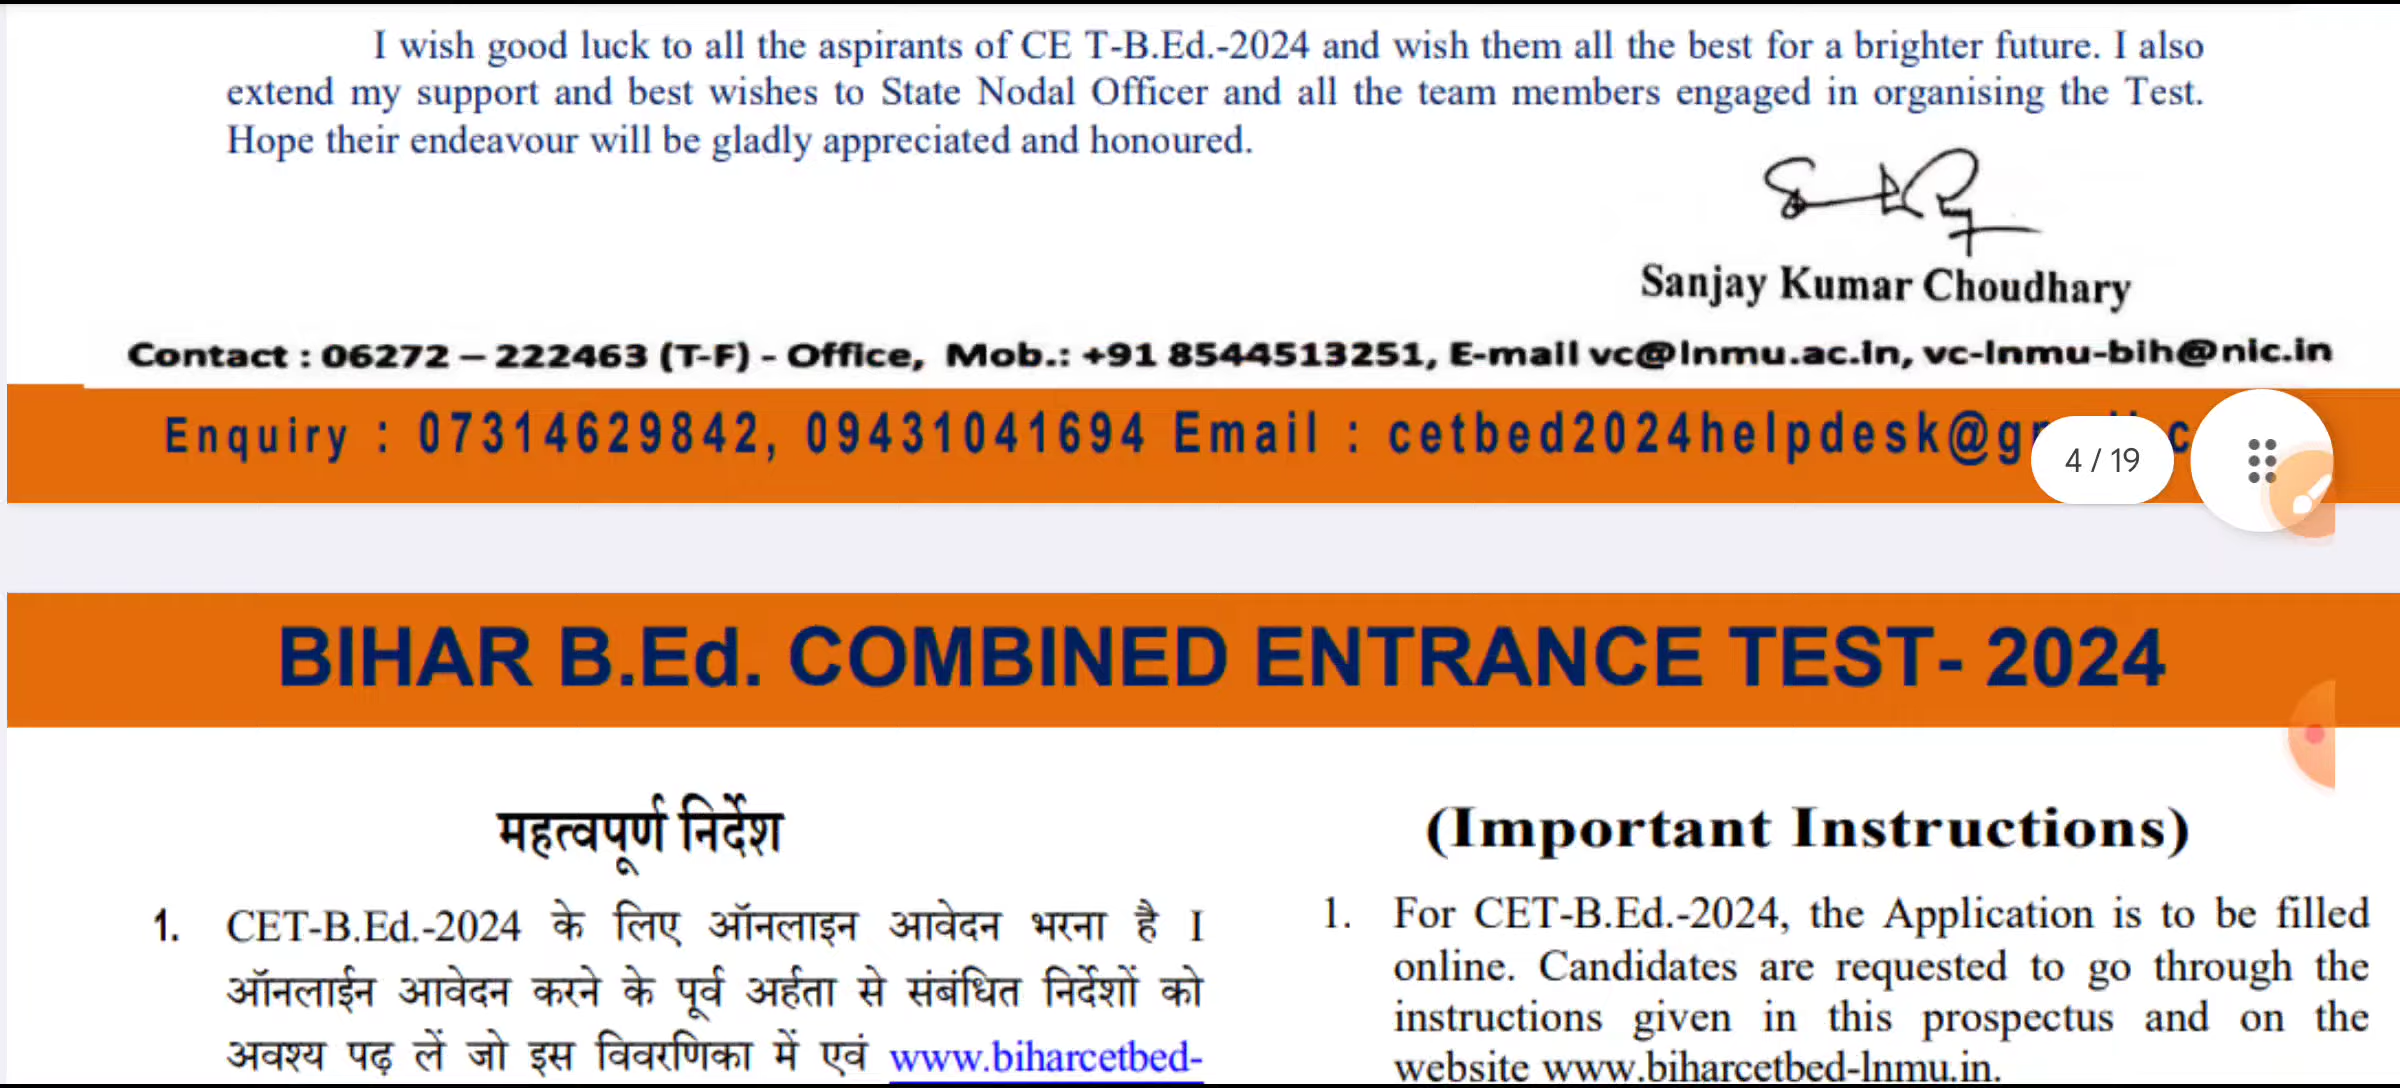 I wish good luck to all the aspirants of CE T-B.Ed.-2024 and wish them all the best for a brighter future. I also
extend my support and best wishes to State Nodal Officer and all the team members engaged in organising the Test.
Hope their endeavour will be gladly appreciated and honoured.
Sanjay Kumar Choudhary
Contact : 06272 – 222463 (T-F) - Office, Mob.: +91 8544513251, E-mail vc@lnmu.ac.in, vc-lnmu-bih@nic.in
Enquiry : 07314629842, 09431041694 Email :
4 / 19
BIHAR B.Ed. COMBINED ENTRANCE TEST- 2024
महत्वपूर्ण निर्देश
1. CET-B.Ed.-2024 के लिए ऑनलाइन आवेदन भरना है I
ऑनलाईन आवेदन करने के पूर्व अर्हता से संबंधित निर्देशों को
अवश्य पढ़ लें जो इस विवरणिका में एवं www.biharcetbed-
(Important Instructions)
1. For CET-B.Ed.-2024, the Application is to be filled
online. Candidates are requested to go through the
instructions given in this prospectus and on the
website www.biharcetbed-lnmu.in.